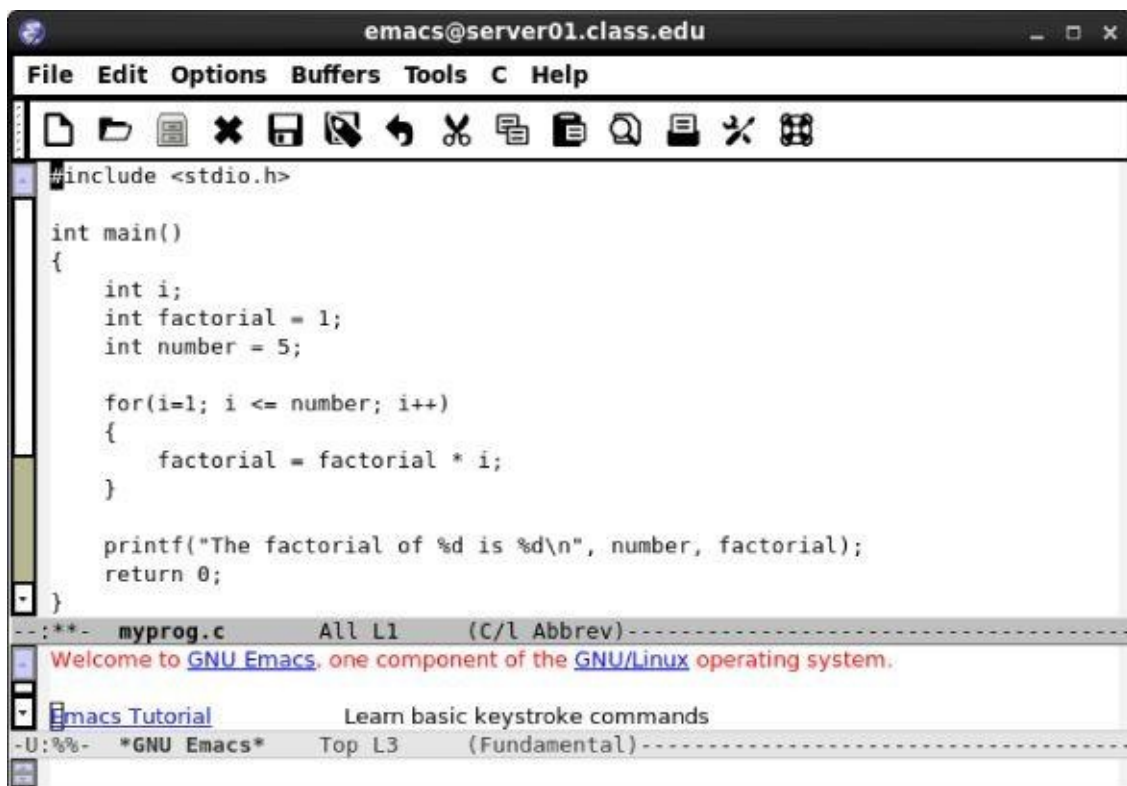 emacs@server01.class.edu
File Edit Options Buffers Tools C Help
#include <stdio.h>
int main()
{
    int i;
    int factorial = 1;
    int number = 5;
    for(i=1; i <= number; i++)
    {
        factorial = factorial * i;
    }
    printf("The factorial of %d is %d\n", number, factorial);
    return 0;
}
--:**-  myprog.c       All L1     (C/l Abbrev)---------------------------------------
Welcome to GNU Emacs, one component of the GNU/Linux operating system.
Emacs Tutorial    Learn basic keystroke commands
-U:%%-  *GNU Emacs*    Top L3     (Fundamental)--------------------------------------